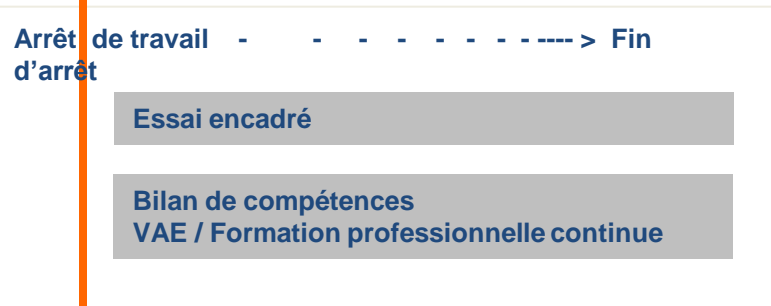 Arrêt de travail - - - - - - - - ---- > Fin
d’arrêt
Essai encadré
Bilan de compétences
VAE / Formation professionnelle continue